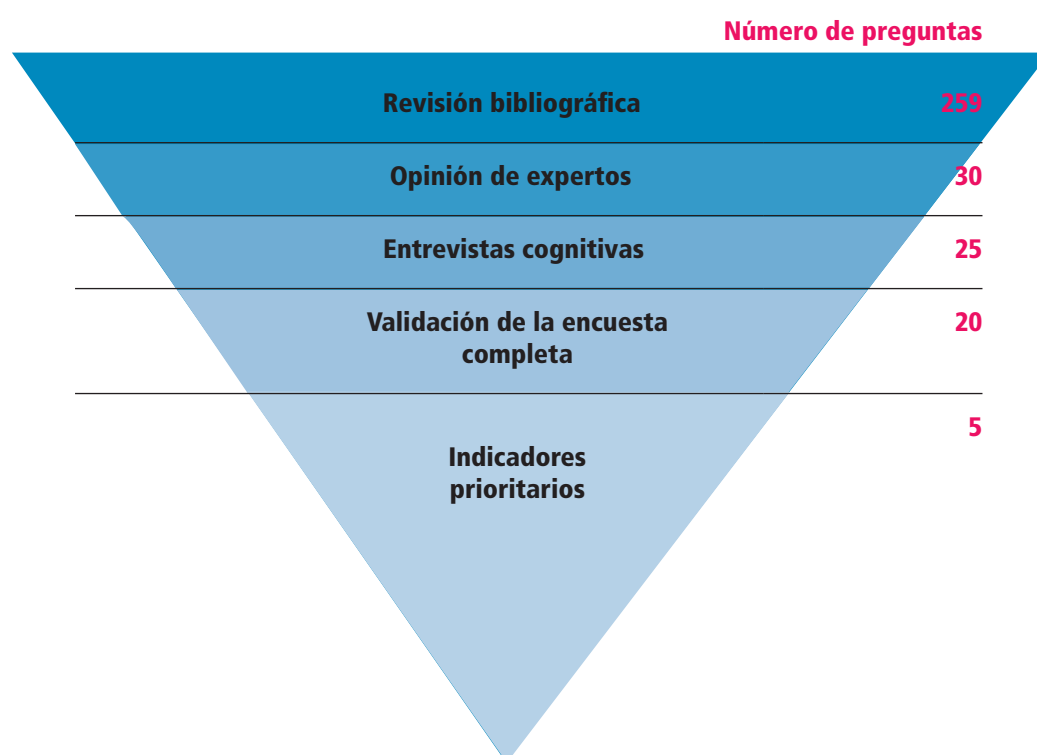 Número de preguntas
Revisión bibliográfica 259
Opinión de expertos 30
Entrevistas cognitivas 25
Validación de la encuesta 20
completa
5
Indicadores
prioritarios